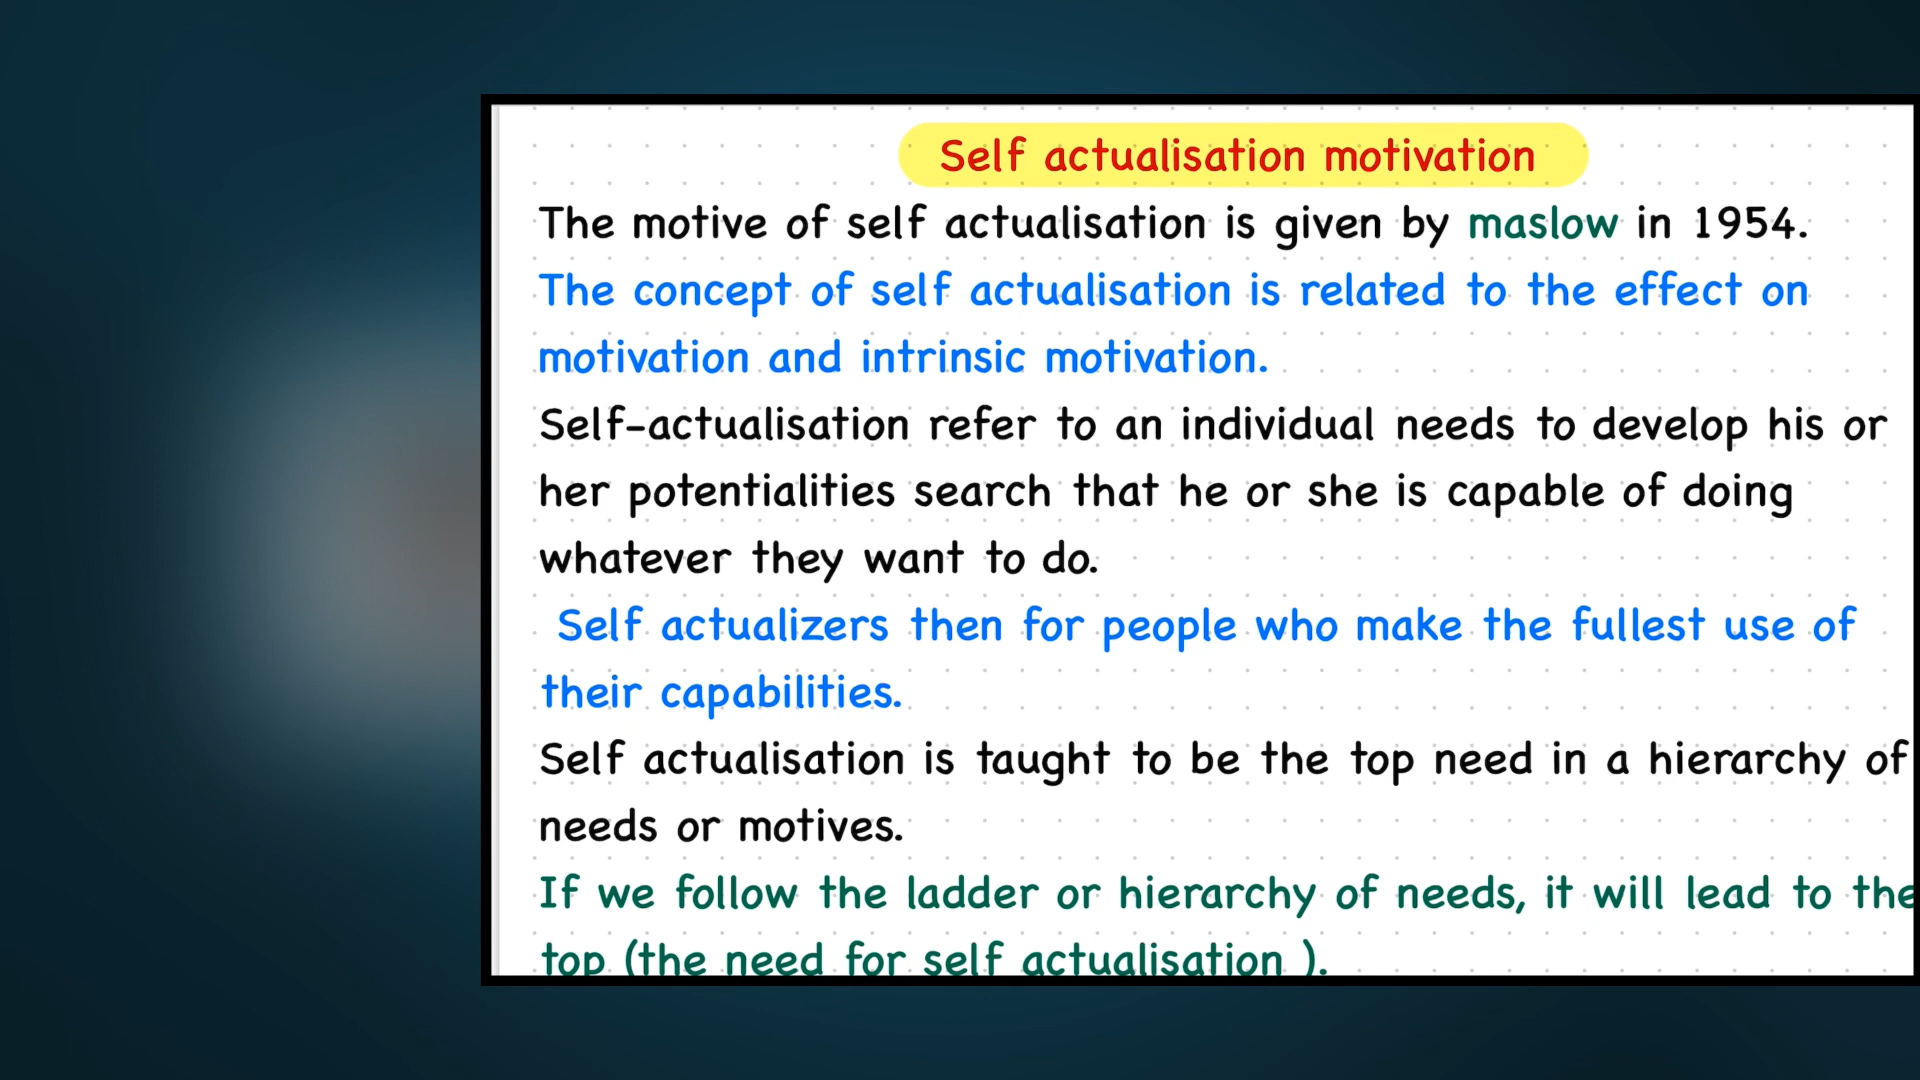 Self actualisation motivation
The motive of self actualisation is given by maslow in 1954.
The concept of self actualisation is related to the effect on
motivation and intrinsic motivation.
Self-actualisation refer to an individual needs to develop his or
her potentialities search that he or she is capable of doing
whatever they want to do.
Self actualizers then for people who make the fullest use of
their capabilities.
Self actualisation is taught to be the top need in a hierarchy of
needs or motives.
If we follow the ladder or hierarchy of needs, it will lead to the
top (the need for self actualisation ).